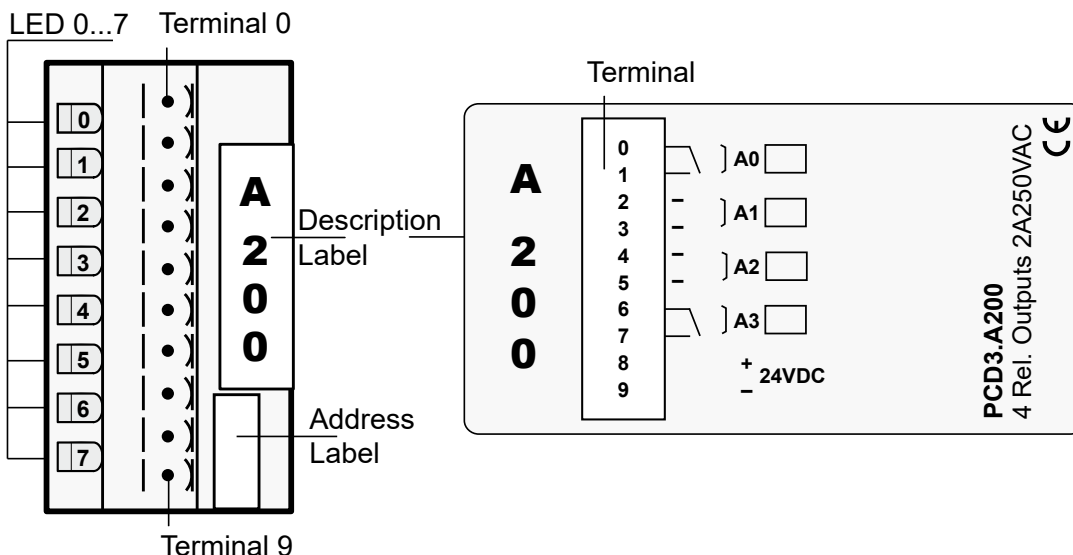 LED 0...7
Terminal 0
0
1
2
3
4
5
6
7
A
2
0
0
Description
Label
Address
Label
Terminal 9
Terminal
A
2
0
0
0
1
2
3
4
5
6
7
8
9
A0
A1
A2
A3
+
− 24VDC
PCD3.A200
4 Rel. Outputs 2A250VAC
CE